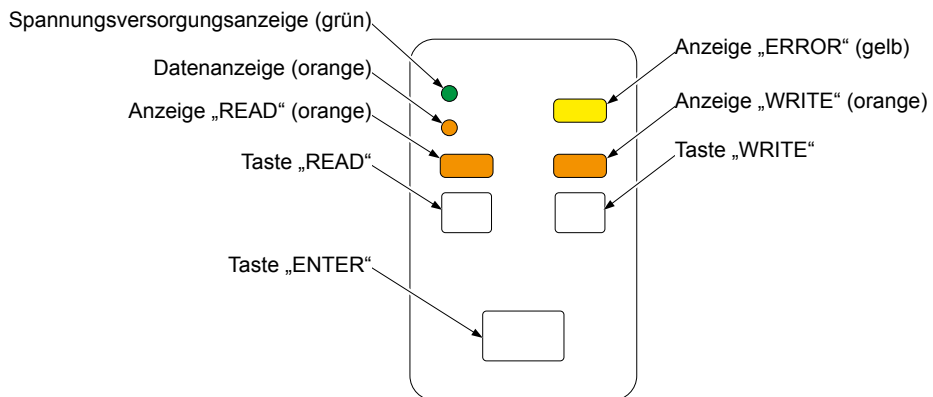 Spannungsversorgungsanzeige (grün)
Datenanzeige (orange)
Anzeige „READ“ (orange)
Taste „READ“
Taste „ENTER“
Anzeige „ERROR“ (gelb)
Anzeige „WRITE“ (orange)
Taste „WRITE“